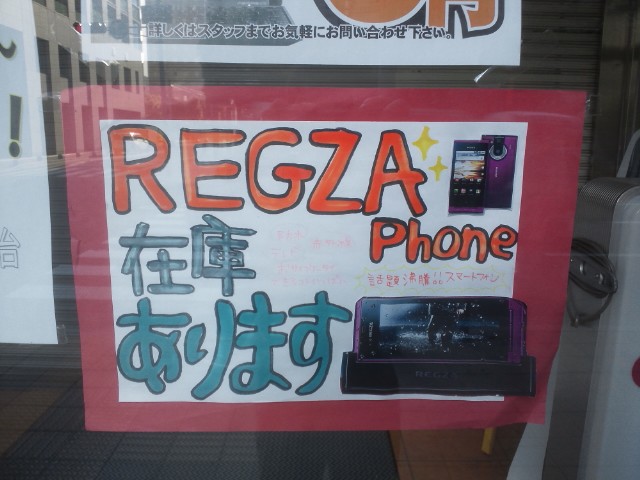 詳しくはスタッフまでお気軽にお問い合わせ下さい。
REGZA
Phone
在庫
あります
話題沸騰!!スマートフォン
REGZA